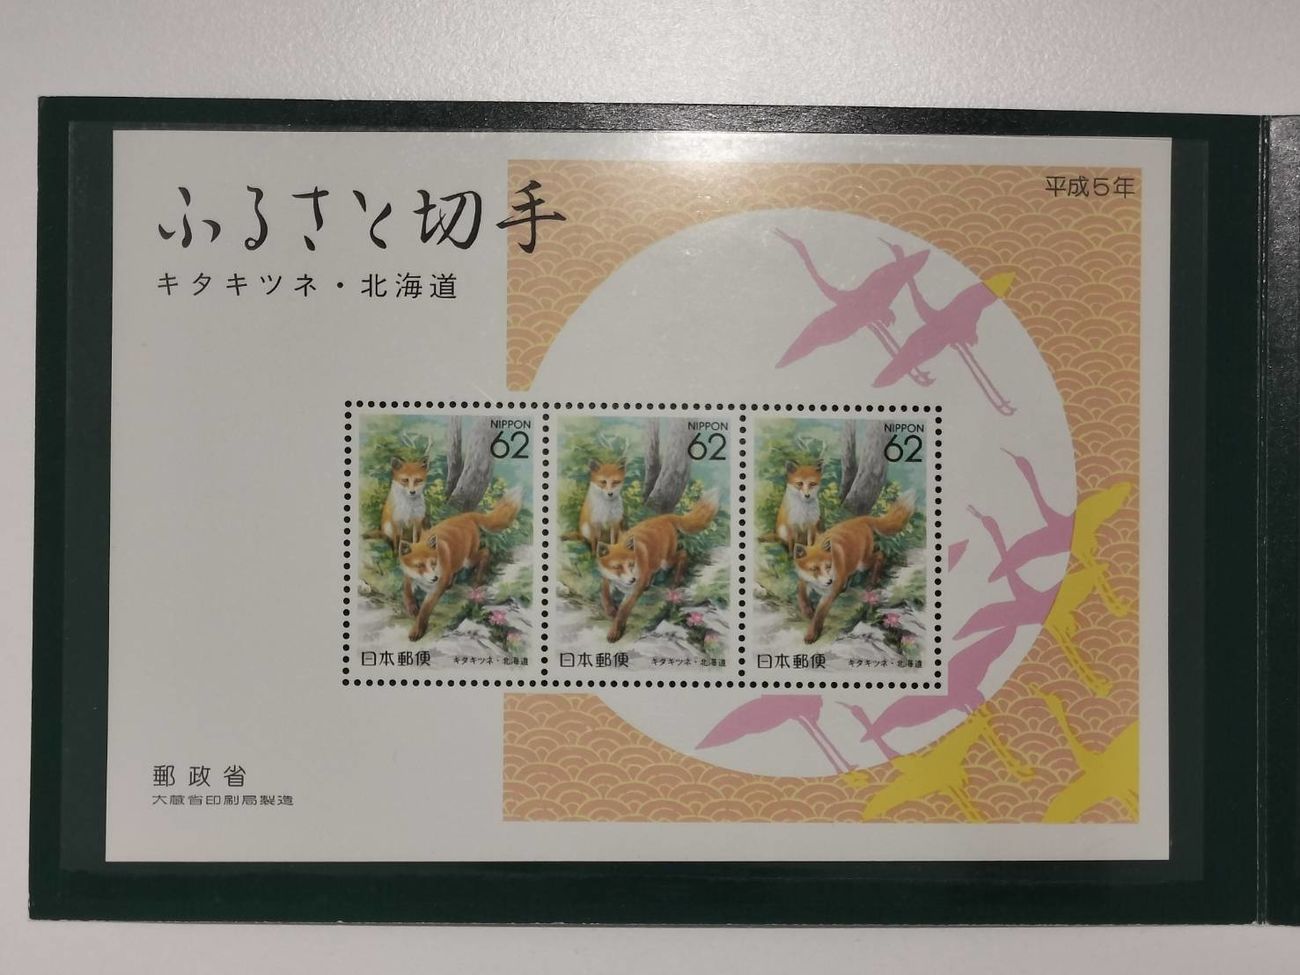 平成5年
ふるさと切手
キタキツネ・北海道
NIPPON
62
日本郵便
キタキツネ・北海道
NIPPON
62
日本郵便
キタキツネ・北海道
NIPPON
62
日本郵便
キタキツネ・北海道
郵政省
大蔵省印刷局製造